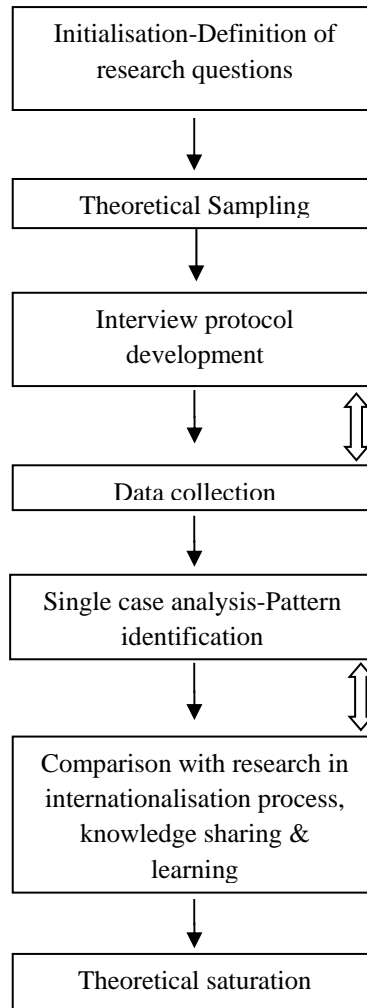 Initialisation-Definition of
research questions
Theoretical Sampling
Interview protocol
development
Data collection
Single case analysis-Pattern
identification
Comparison with research in
internationalisation process,
knowledge sharing &
learning
Theoretical saturation